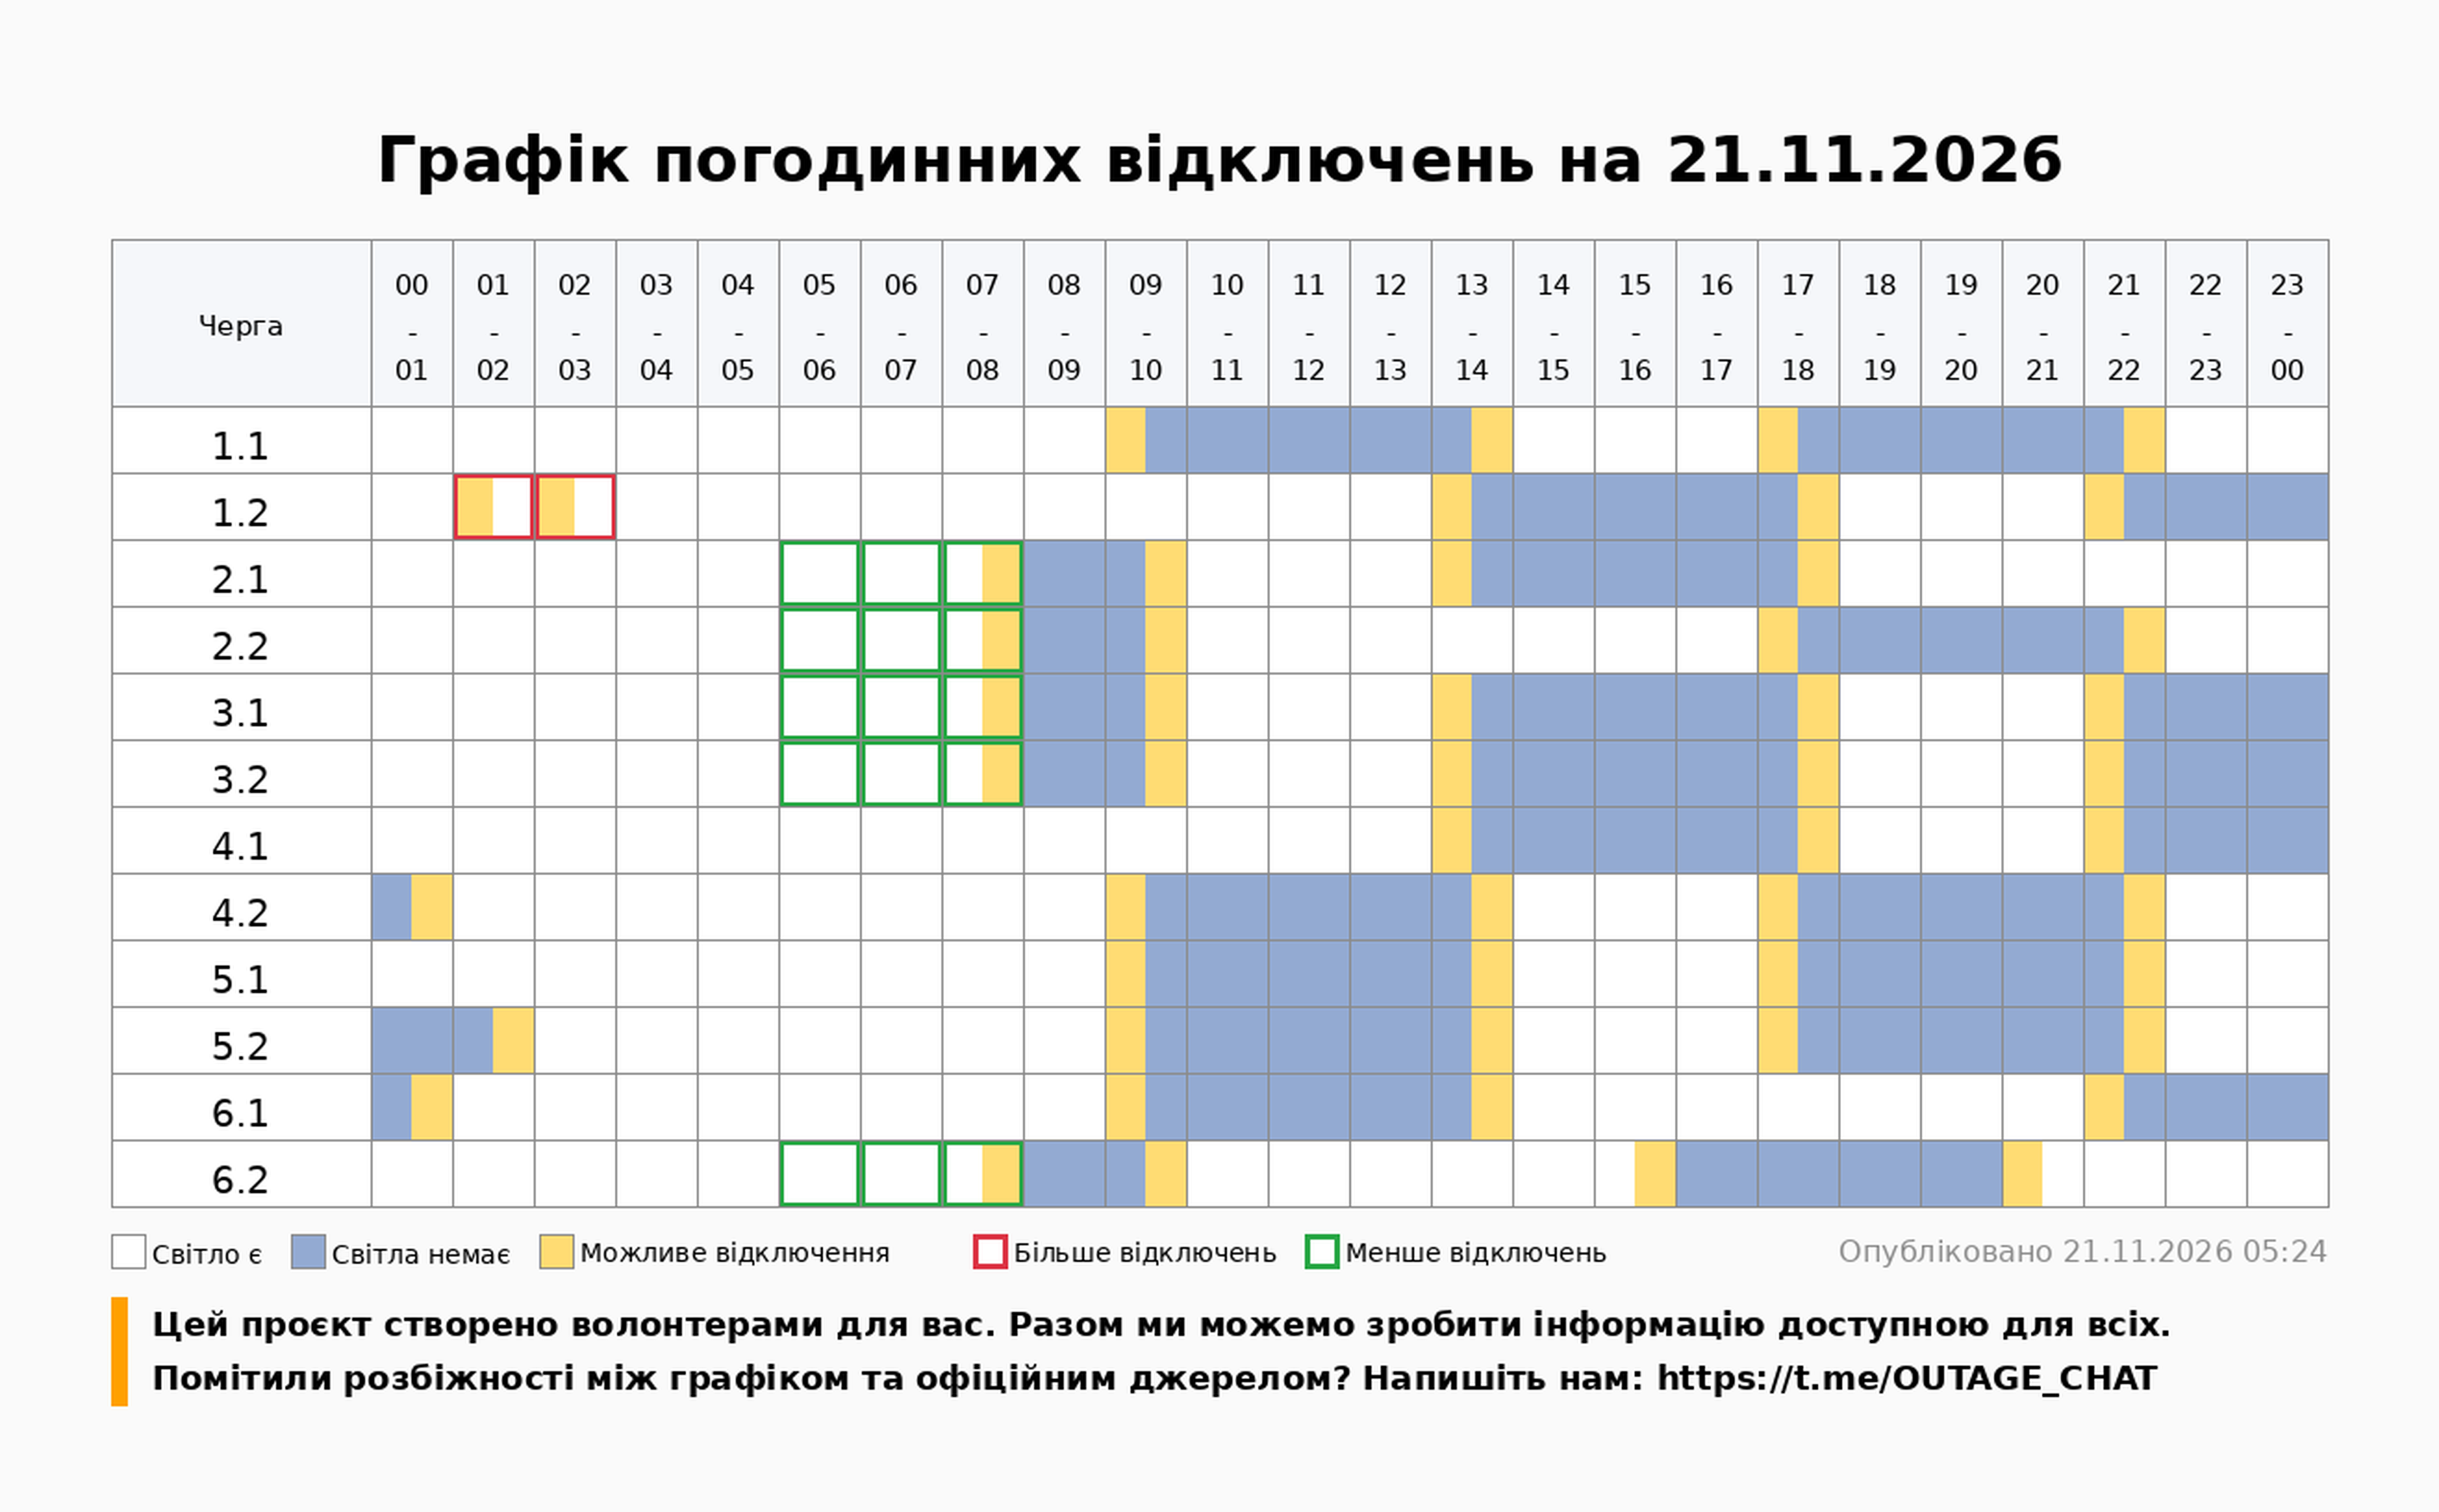 Графік погодинних відключень на 21.11.2026
Черга
00 - 01
01 - 02
02 - 03
03 - 04
04 - 05
05 - 06
06 - 07
07 - 08
08 - 09
09 - 10
10 - 11
11 - 12
12 - 13
13 - 14
14 - 15
15 - 16
16 - 17
17 - 18
18 - 19
19 - 20
20 - 21
21 - 22
22 - 23
23 - 00
1.1
1.2
2.1
2.2
3.1
3.2
4.1
4.2
5.1
5.2
6.1
6.2
Світло є
Світла немає
Можливе відключення
Більше відключень
Менше відключень
Опубліковано 21.11.2026 05:24
Цей проєкт створено волонтерами для вас. Разом ми можемо зробити інформацію доступною для всіх.
Помітили розбіжності між графіком та офіційним джерелом? Напишіть нам: https://t.me/OUTAGE_CHAT